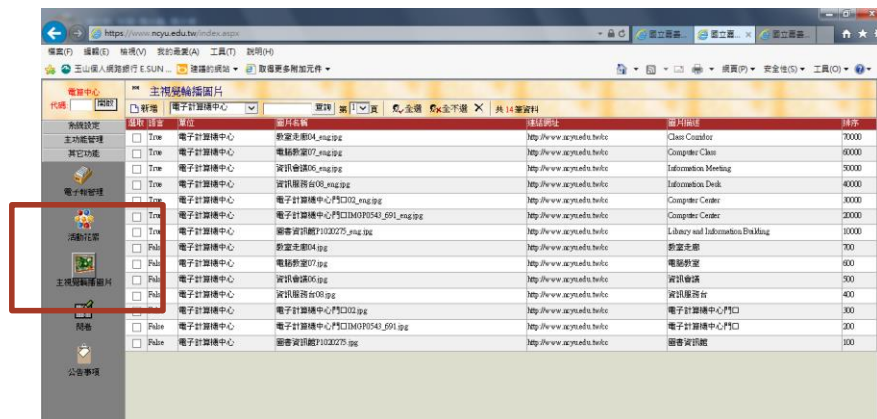 https://www.ncyu.edu.tw/index.aspx
國立嘉義...
國立嘉... ×
國立嘉義...
檔案(F) 編輯(E) 檢視(V) 我的最愛(A) 工具(T) 說明(H)
玉山個人網路銀行 E.SUN ... 建議的網站 取得更多附加元件
網頁(P) 安全性(S) 工具(O)
電算中心
代碼: 開啟
系統設定
主功能管理
其它功能
電子報管理
活動花絮
主視覺輪播圖片
問卷
公告事項
主視覺輪播圖片
新增 電子計算機中心 查詢 第 1 頁 全選 全不選 共 14 筆資料
選取 語言 單位 圖片名稱 連結網址 圖片描述 排序
True 電子計算機中心 教室走廊04_eng.jpg http://www.ncyu.edu.tw/cc Class Corridor 70000
True 電子計算機中心 電腦教室07_eng.jpg http://www.ncyu.edu.tw/cc Computer Class 60000
True 電子計算機中心 資訊會議06_eng.jpg http://www.ncyu.edu.tw/cc Information Meeting 50000
True 電子計算機中心 資訊服務台08_eng.jpg http://www.ncyu.edu.tw/cc Information Desk 40000
True 電子計算機中心 電子計算機中心門口02_eng.jpg http://www.ncyu.edu.tw/cc Computer Center 30000
True 電子計算機中心 電子計算機中心門口IMGP0543_691_eng.jpg http://www.ncyu.edu.tw/cc Computer Center 20000
True 電子計算機中心 圖書資訊館P1020275_eng.jpg http://www.ncyu.edu.tw/cc Library and Information Building 10000
False 電子計算機中心 教室走廊04.jpg http://www.ncyu.edu.tw/cc 教室走廊 700
False 電子計算機中心 電腦教室07.jpg http://www.ncyu.edu.tw/cc 電腦教室 600
False 電子計算機中心 資訊會議06.jpg http://www.ncyu.edu.tw/cc 資訊會議 500
False 電子計算機中心 資訊服務台08.jpg http://www.ncyu.edu.tw/cc 資訊服務台 400
False 電子計算機中心 電子計算機中心門口02.jpg http://www.ncyu.edu.tw/cc 電子計算機中心門口 300
False 電子計算機中心 電子計算機中心門口IMGP0543_691.jpg http://www.ncyu.edu.tw/cc 電子計算機中心門口 200
False 電子計算機中心 圖書資訊館P1020275.jpg http://www.ncyu.edu.tw/cc 圖書資訊館 100